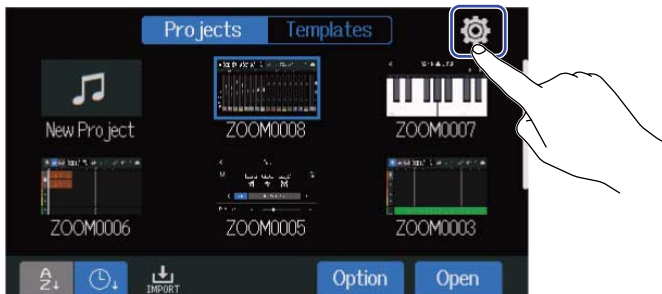 Projects Templates
New Project ZOOM0008 ZOOM0007
ZOOM0006 ZOOM0005 ZOOM0003
A
Z
IMPORT
Option Open